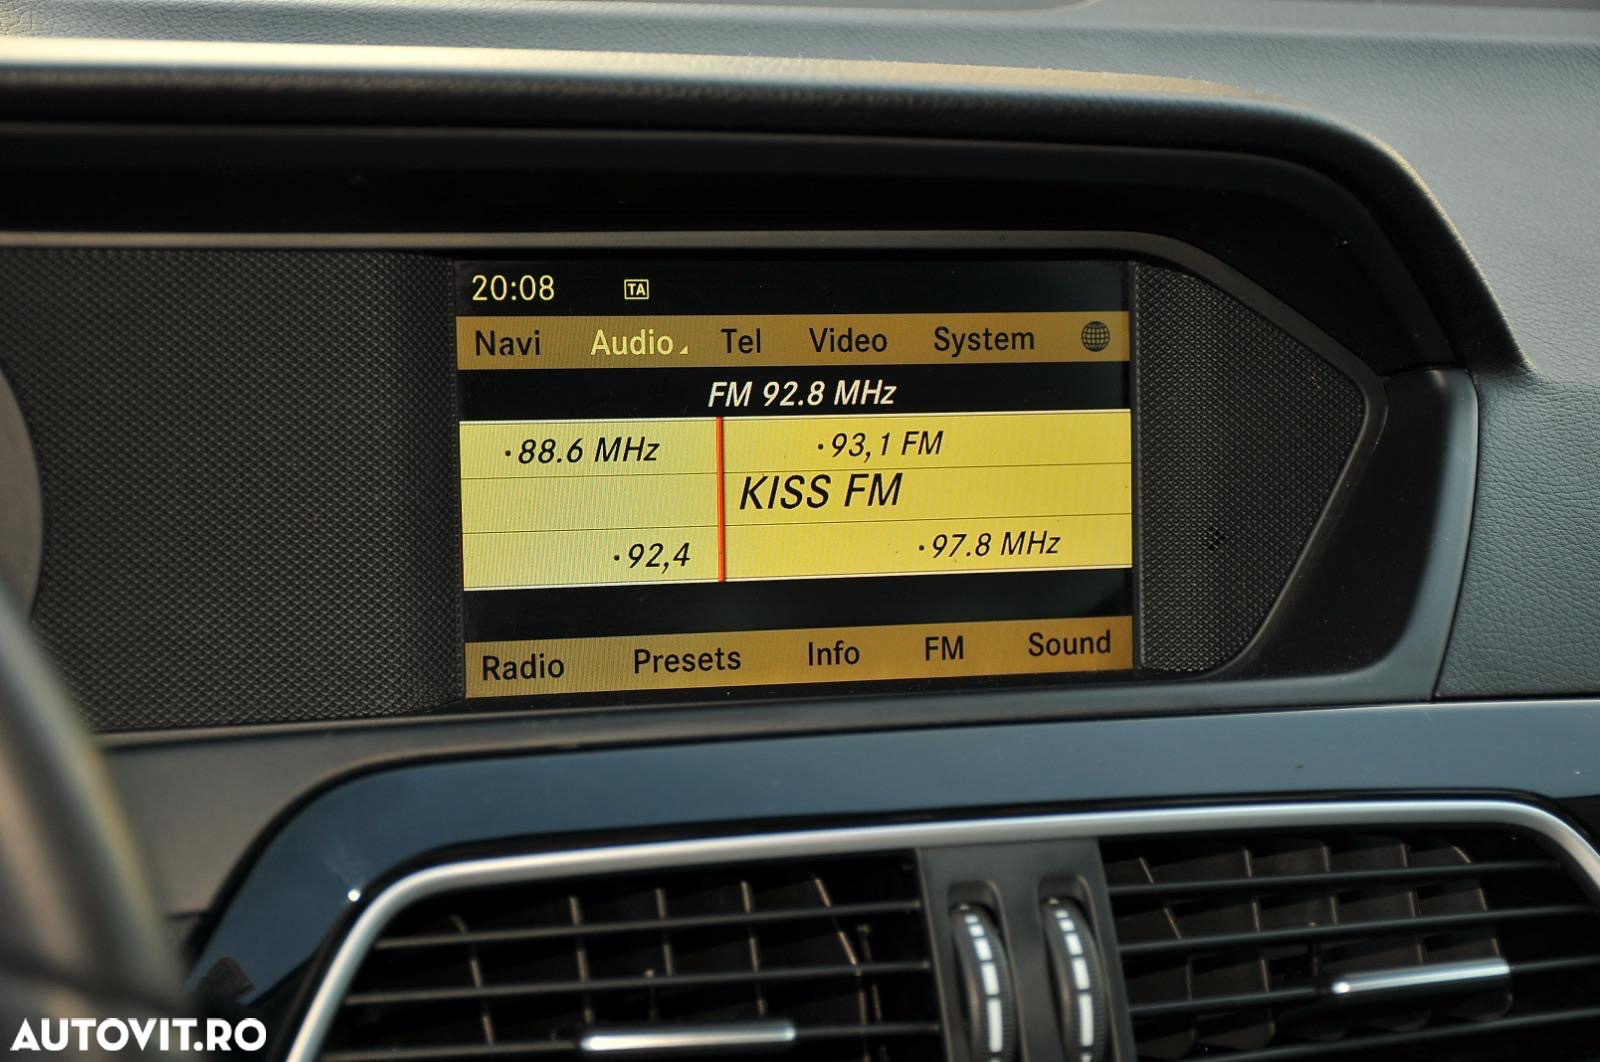 20:08 TA
Navi Audio Tel Video System
FM 92.8 MHz
·88.6 MHz ·93,1 FM
KISS FM
·92,4 ·97.8 MHz
Radio Presets Info FM Sound
AUTOVIT.RO